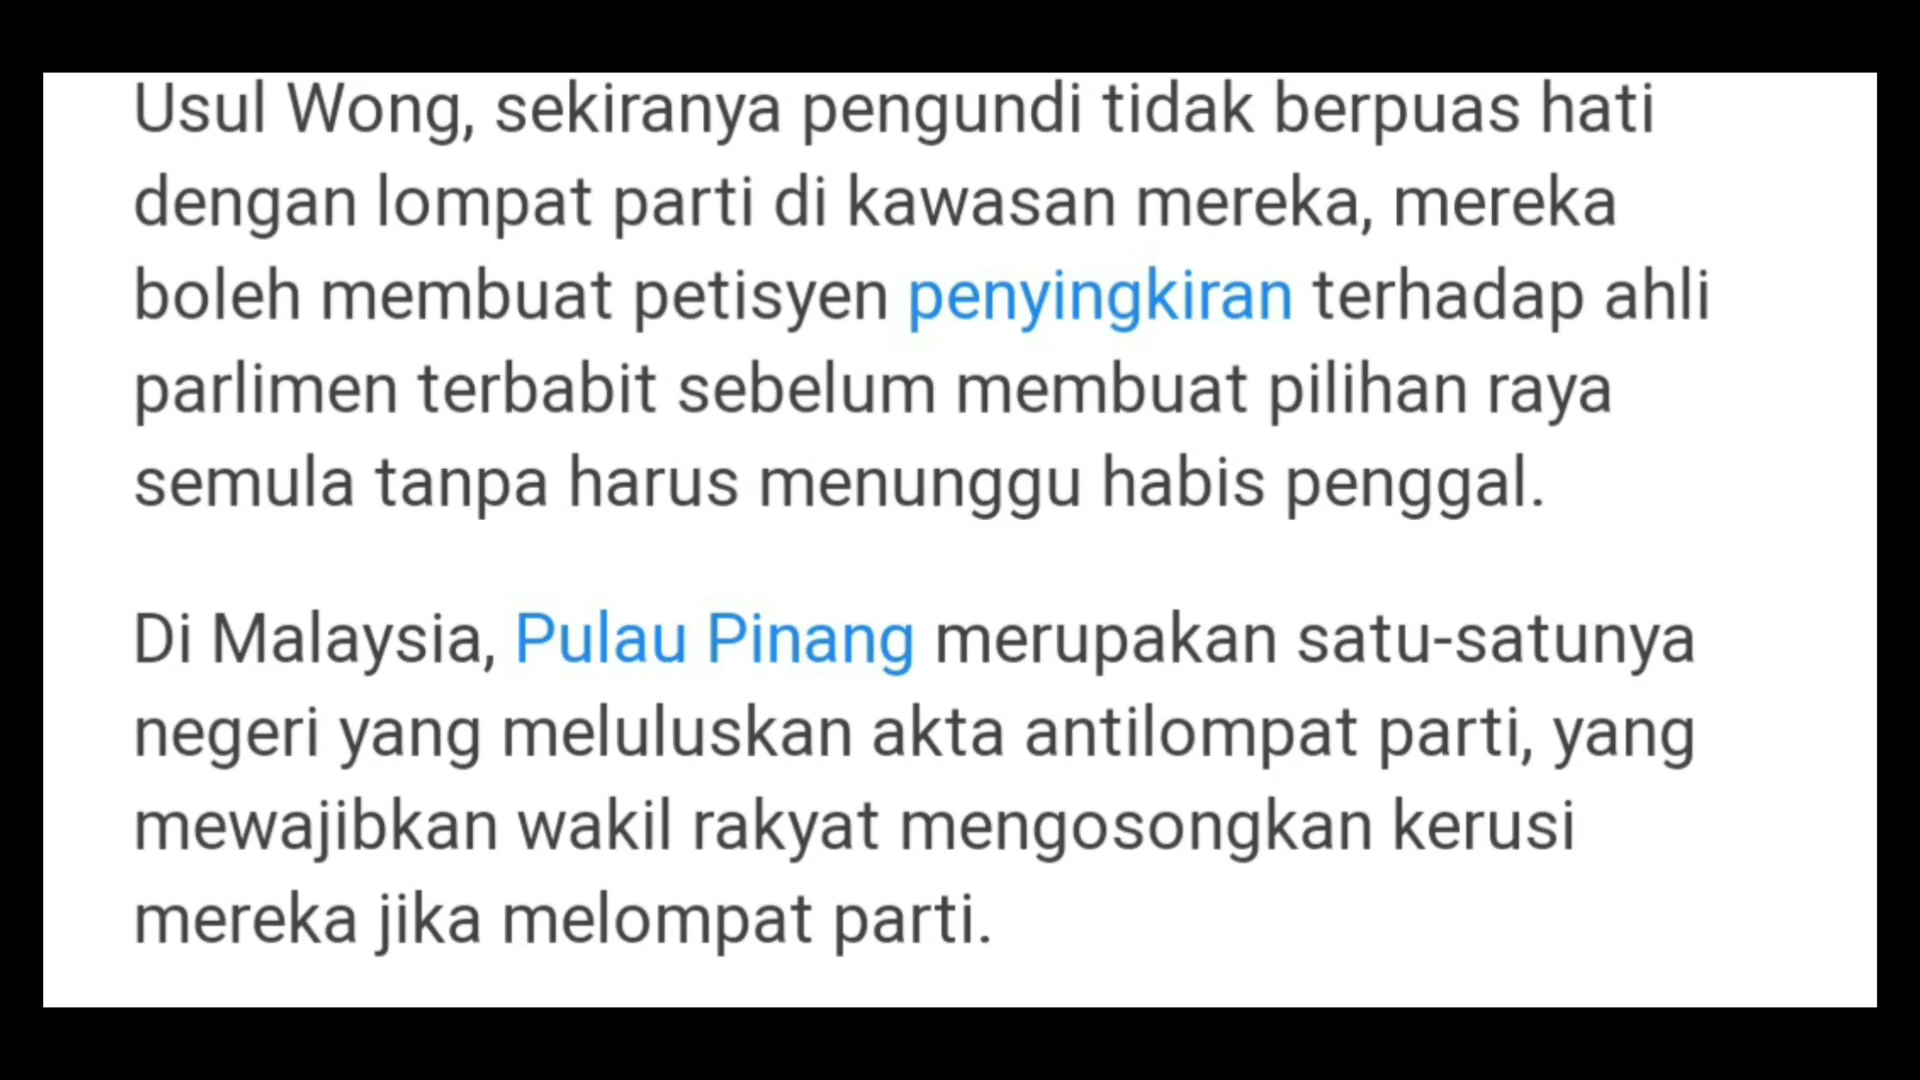 Usul Wong, sekiranya pengundi tidak berpuas hati
dengan lompat parti di kawasan mereka, mereka
boleh membuat petisyen penyingkiran terhadap ahli
parlimen terbabit sebelum membuat pilihan raya
semula tanpa harus menunggu habis penggal.
Di Malaysia, Pulau Pinang merupakan satu-satunya
negeri yang meluluskan akta antilompat parti, yang
mewajibkan wakil rakyat mengosongkan kerusi
mereka jika melompat parti.